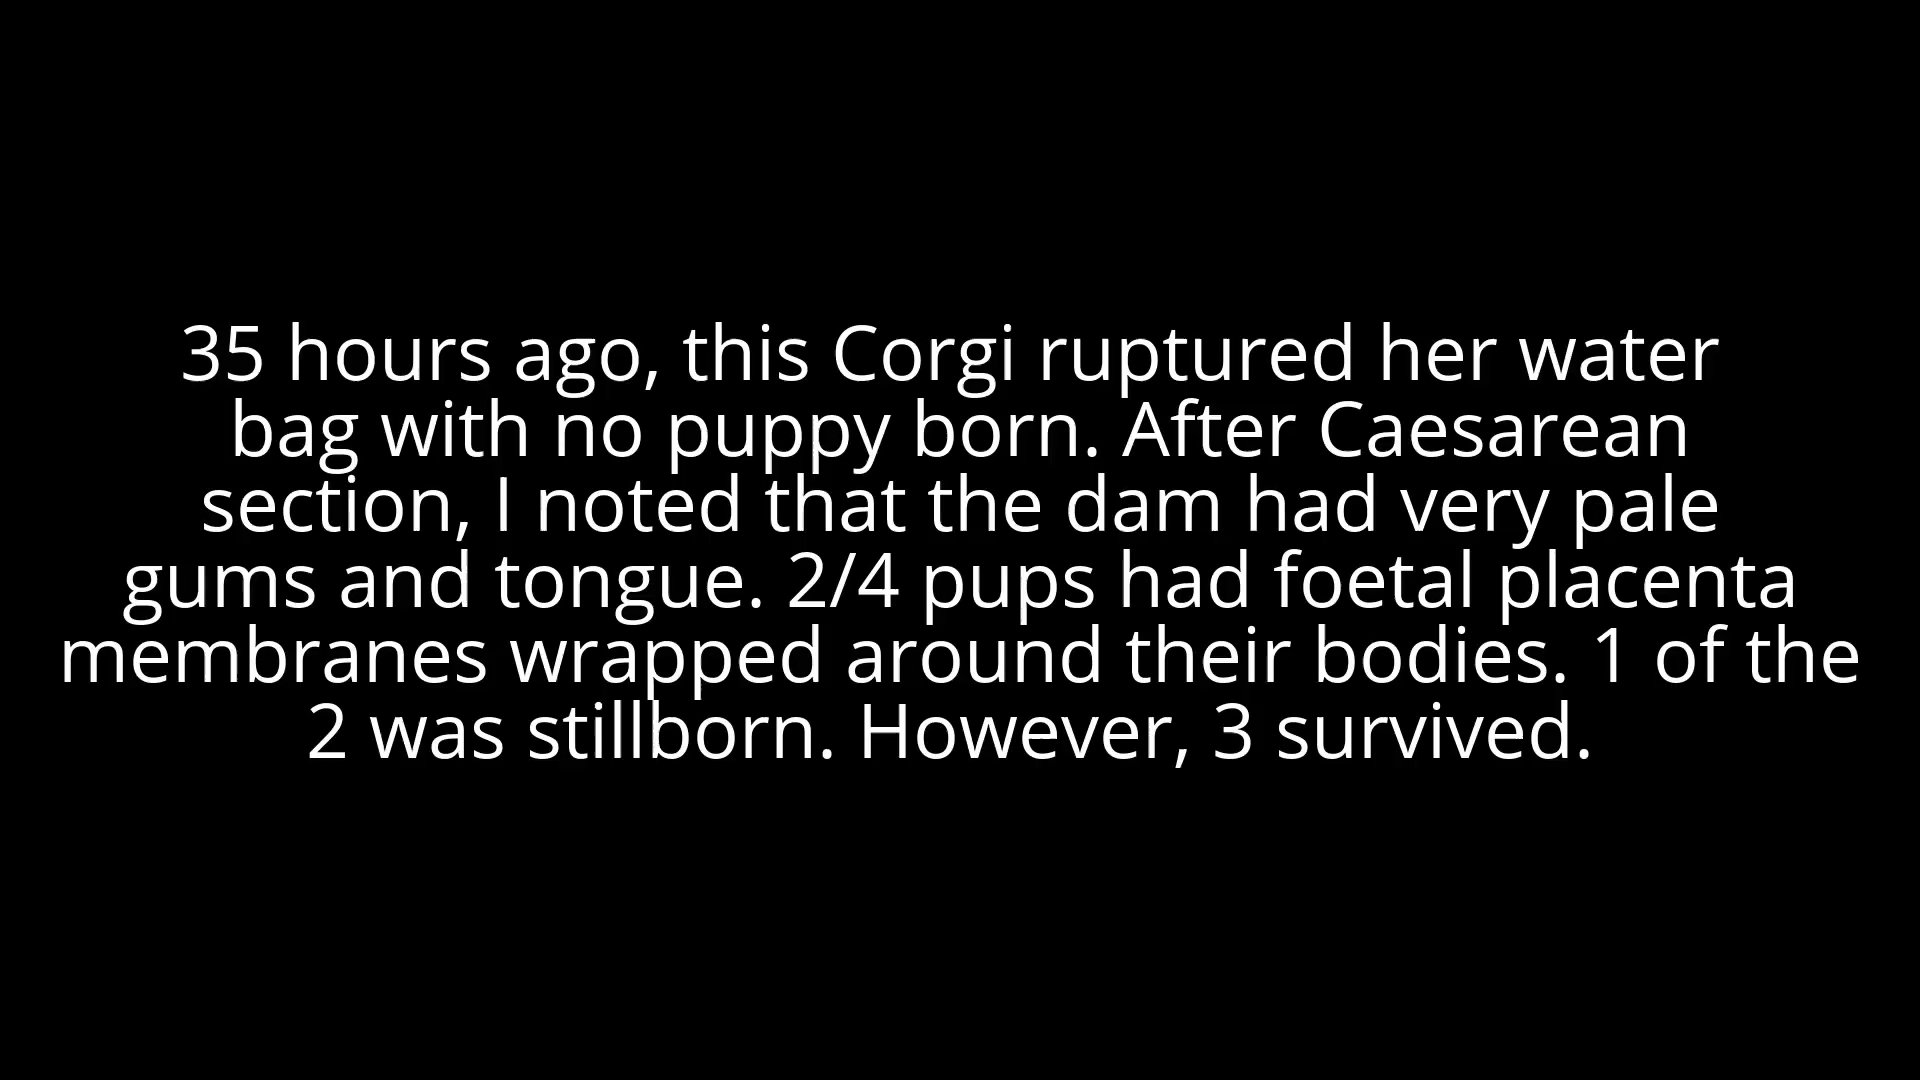 35 hours ago, this Corgi ruptured her water
bag with no puppy born. After Caesarean
section, I noted that the dam had very pale
gums and tongue. 2/4 pups had foetal placenta
membranes wrapped around their bodies. 1 of the
2 was stillborn. However, 3 survived.